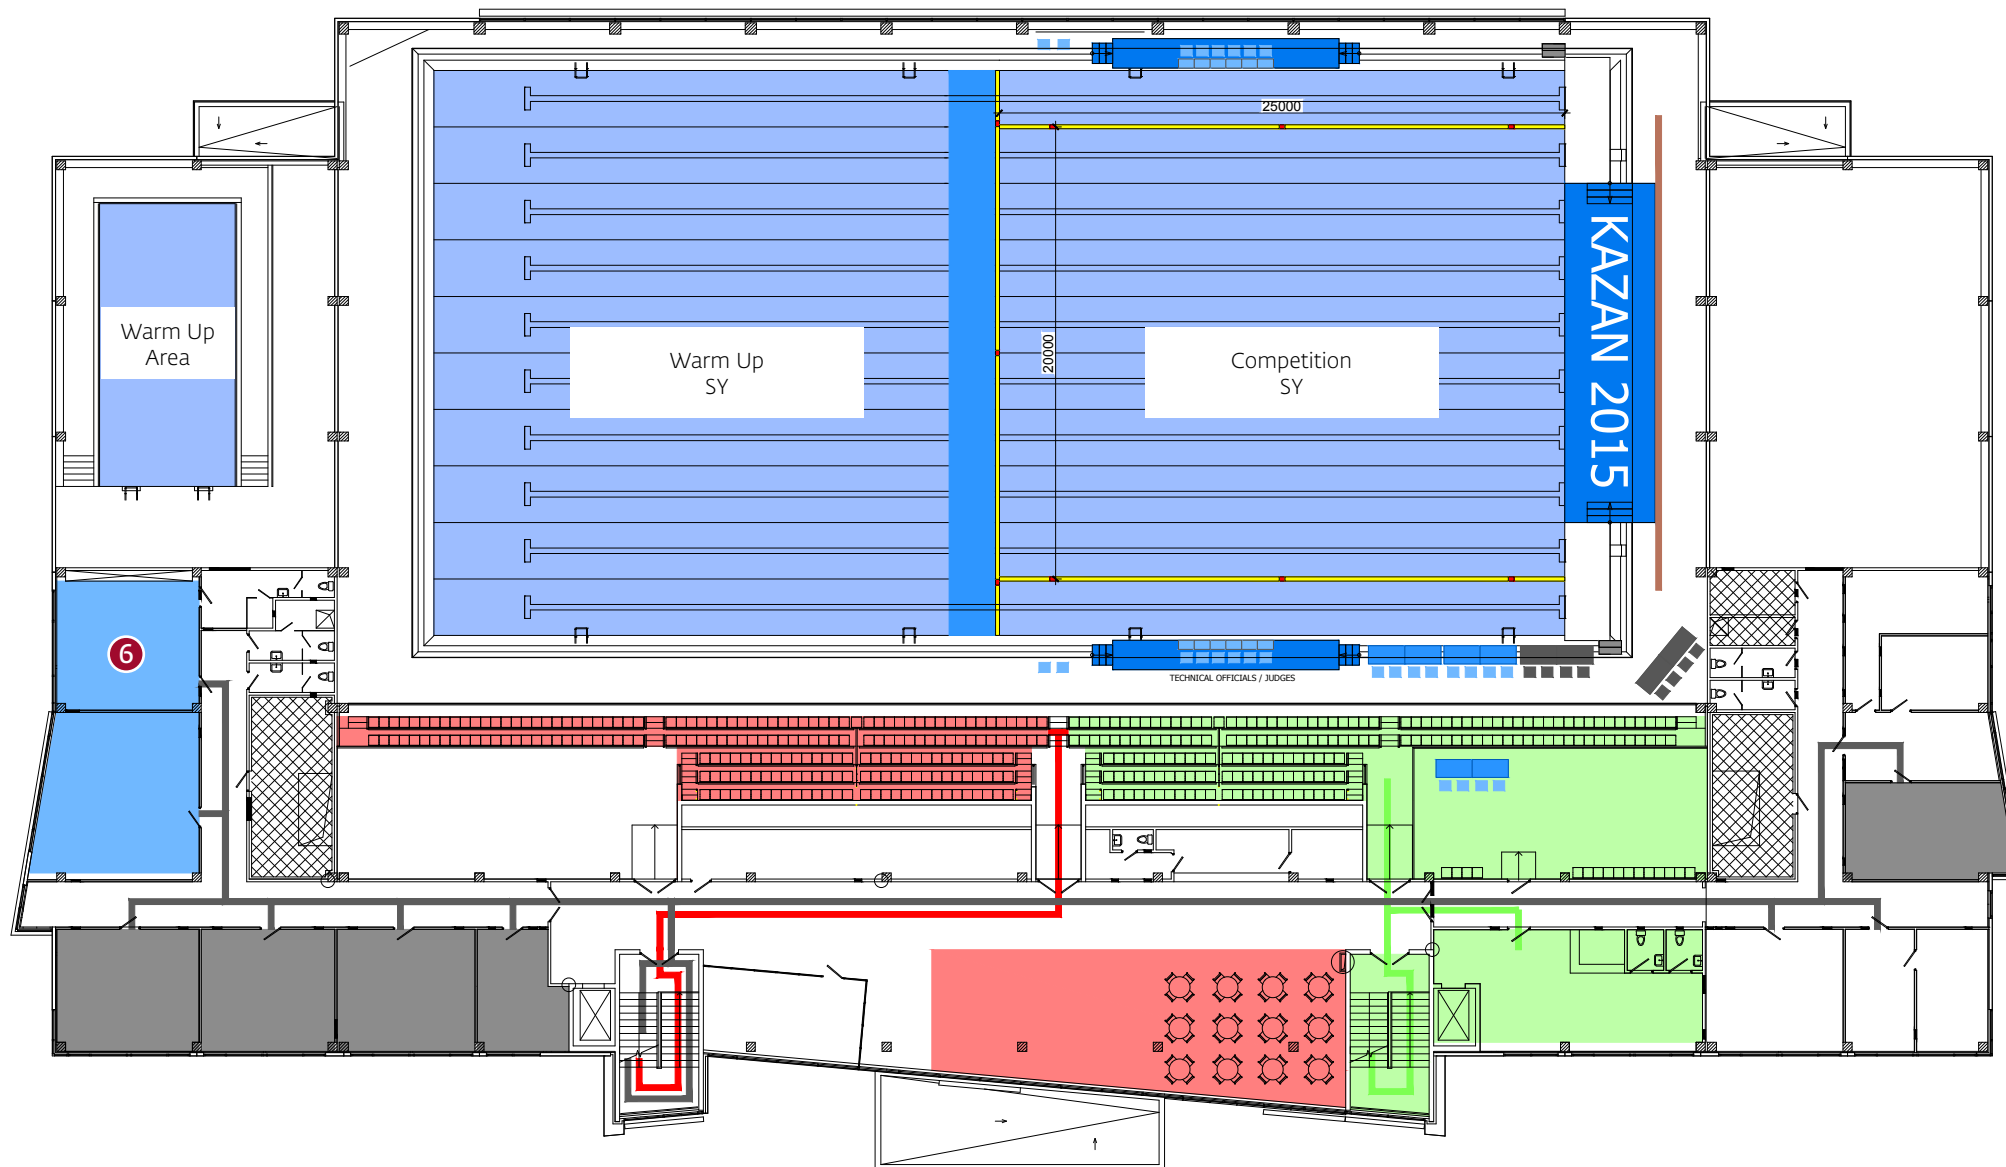 25000
Warm Up
Area
Warm Up
SY
20000
Competition
SY
KAZAN 2015
6
TECHNICAL OFFICIALS / JUDGES